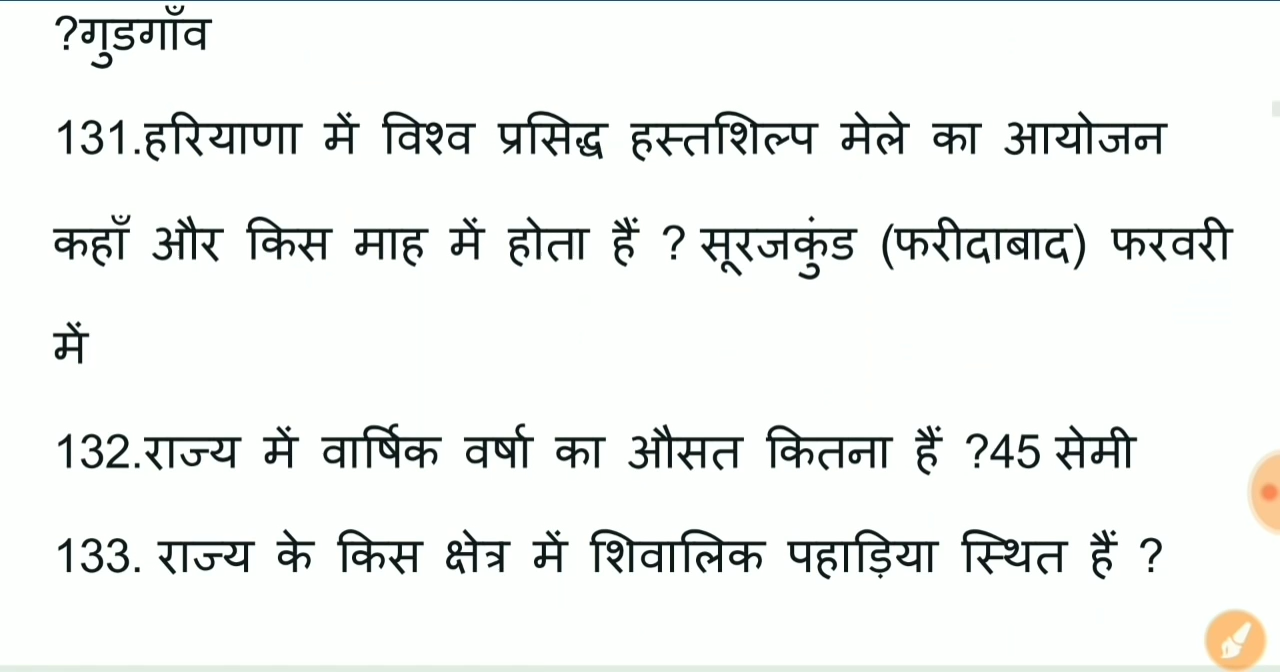 ?गुडगाँव
131.हरियाणा में विश्व प्रसिद्ध हस्तशिल्प मेले का आयोजन
कहाँ और किस माह में होता हैं ? सूरजकुंड (फरीदाबाद) फरवरी
में
132.राज्य में वार्षिक वर्षा का औसत कितना हैं ?45 सेमी
133. राज्य के किस क्षेत्र में शिवालिक पहाड़िया स्थित हैं ?